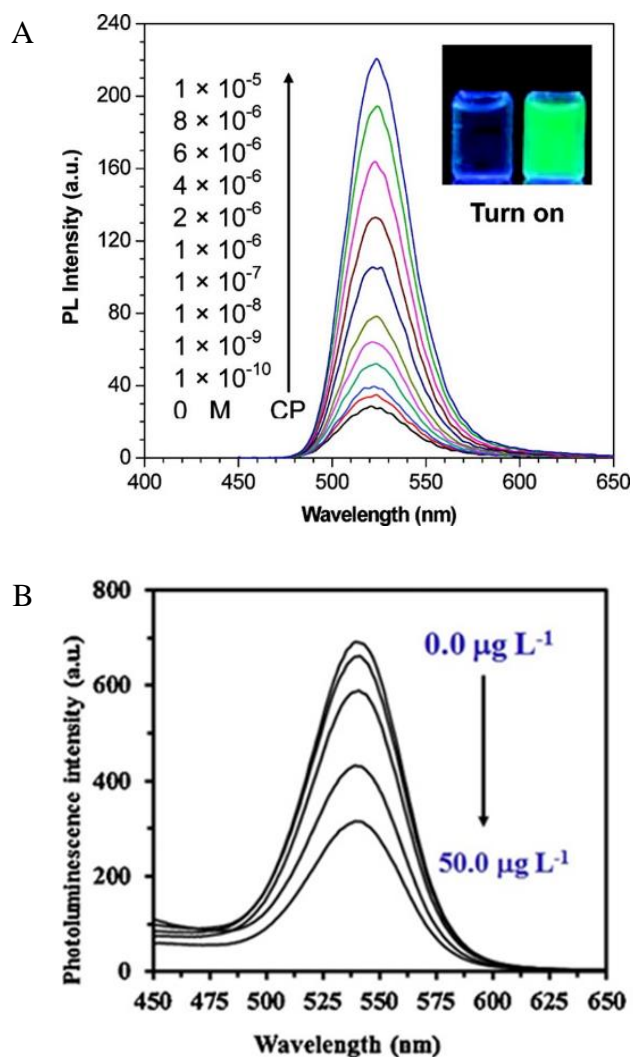 A
PL Intensity (a.u.)
240
200
160
120
80
40
0
1 × 10⁻⁵
8 × 10⁻⁶
6 × 10⁻⁶
4 × 10⁻⁶
2 × 10⁻⁶
1 × 10⁻⁶
1 × 10⁻⁷
1 × 10⁻⁸
1 × 10⁻⁹
1 × 10⁻¹⁰
0 M CP
Turn on
400 450 500 550 600 650
Wavelength (nm)
B
Photoluminescence intensity (a.u.)
800
600
400
200
0
0.0 µg L⁻¹
50.0 µg L⁻¹
450 475 500 525 550 575 600 625 650
Wavelength (nm)